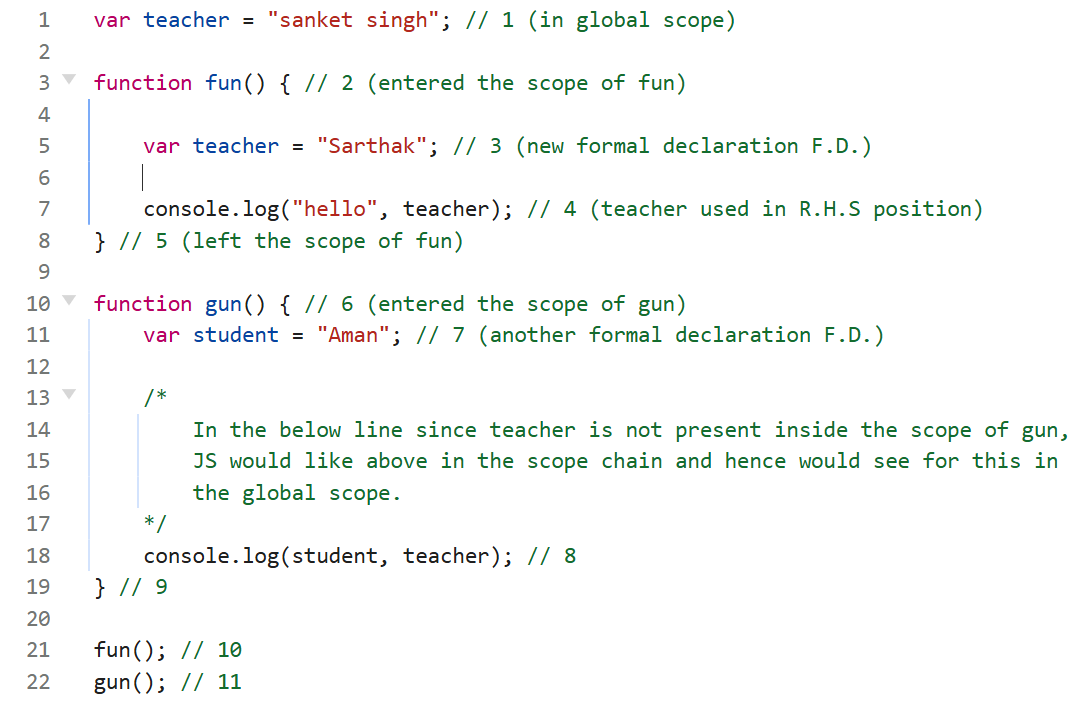 1 var teacher = "sanket singh"; // 1 (in global scope)
2
3 function fun() { // 2 (entered the scope of fun)
4
5 var teacher = "Sarthak"; // 3 (new formal declaration F.D.)
6
7 console.log("hello", teacher); // 4 (teacher used in R.H.S position)
8 } // 5 (left the scope of fun)
9
10 function gun() { // 6 (entered the scope of gun)
11 var student = "Aman"; // 7 (another formal declaration F.D.)
12
13 /*
14 In the below line since teacher is not present inside the scope of gun,
15 JS would like above in the scope chain and hence would see for this in
16 the global scope.
17 */
18 console.log(student, teacher); // 8
19 } // 9
20
21 fun(); // 10
22 gun(); // 11